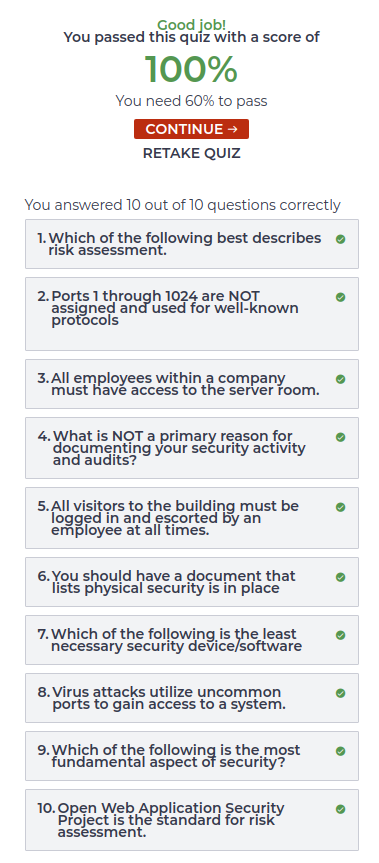 Good job!
You passed this quiz with a score of
100%
You need 60% to pass
CONTINUE →
RETAKE QUIZ
You answered 10 out of 10 questions correctly
1. Which of the following best describes
risk assessment.
2. Ports 1 through 1024 are NOT
assigned and used for well-known
protocols
3. All employees within a company
must have access to the server room.
4. What is NOT a primary reason for
documenting your security activity
and audits?
5. All visitors to the building must be
logged in and escorted by an
employee at all times.
6. You should have a document that
lists physical security is in place
7. Which of the following is the least
necessary security device/software
8. Virus attacks utilize uncommon
ports to gain access to a system.
9. Which of the following is the most
fundamental aspect of security?
10. Open Web Application Security
Project is the standard for risk
assessment.